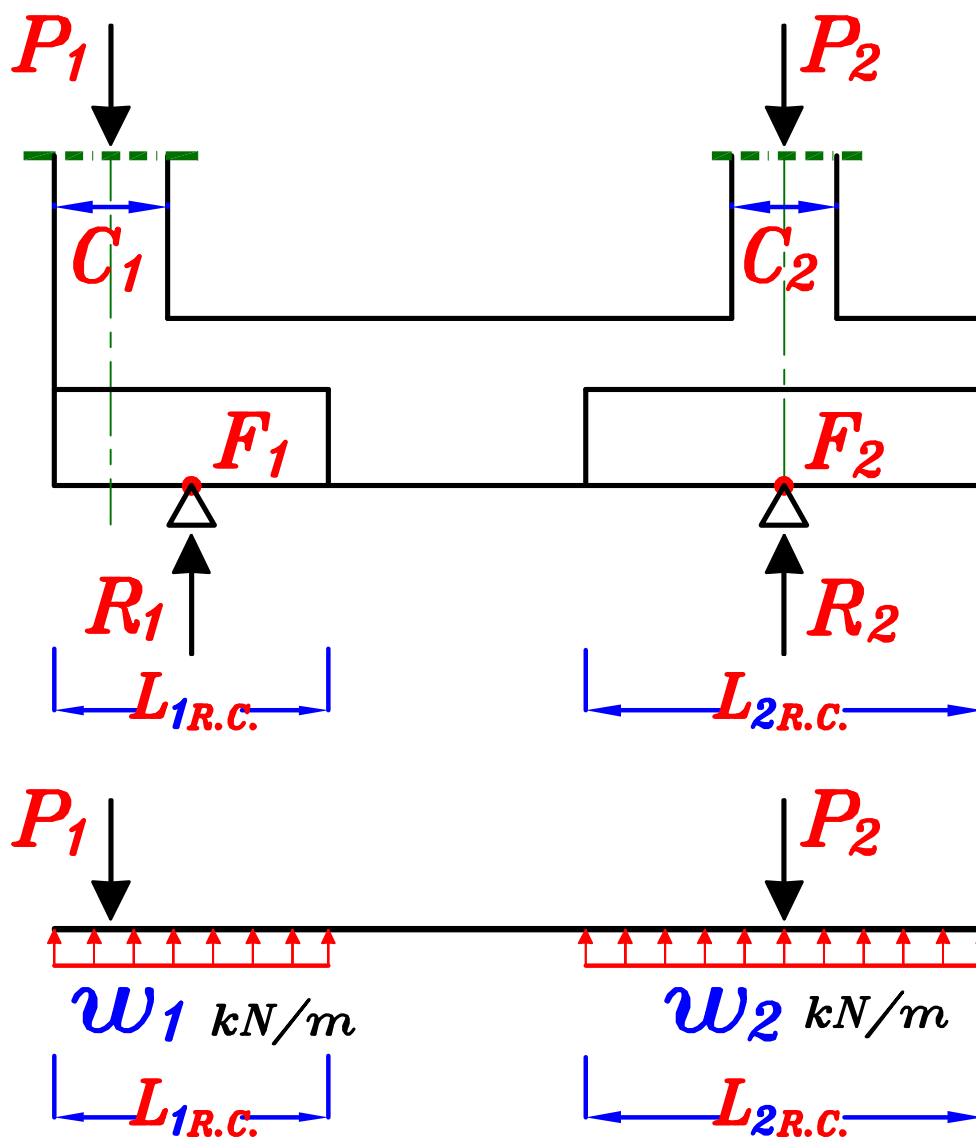 P1 P2
C1 C2
F1 F2
R1 R2
L1R.C. L2R.C.
P1 P2
w1 kN/m w2 kN/m
L1R.C. L2R.C.